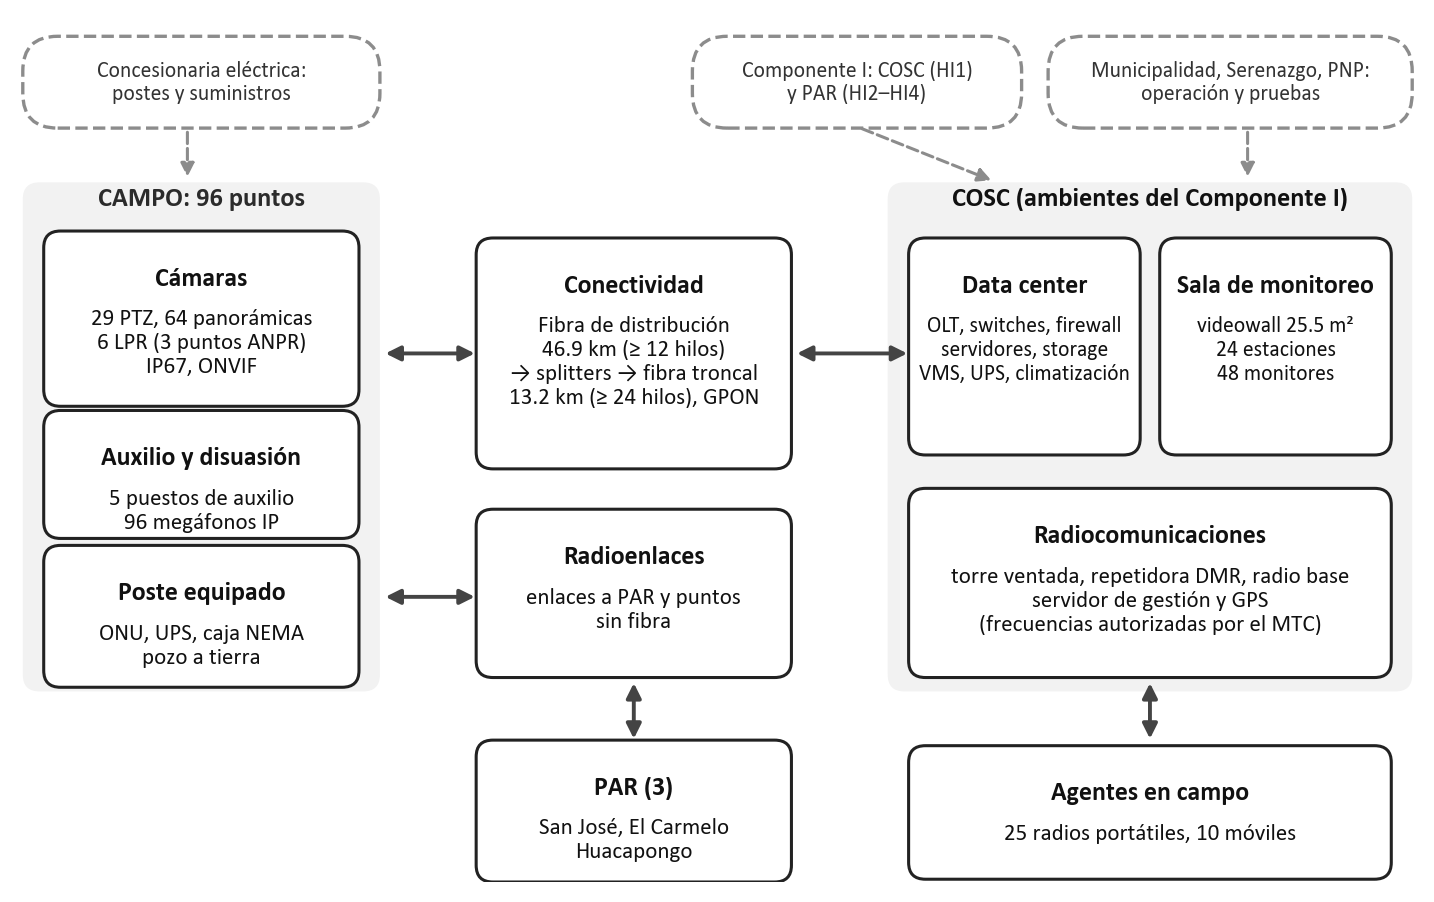 Concesionaria eléctrica:
postes y suministros
Componente I: COSC (HI1)
y PAR (HI2–HI4)
Municipalidad, Serenazgo, PNP:
operación y pruebas
CAMPO: 96 puntos
Cámaras
29 PTZ, 64 panorámicas
6 LPR (3 puntos ANPR)
IP67, ONVIF
Auxilio y disuasión
5 puestos de auxilio
96 megáfonos IP
Poste equipado
ONU, UPS, caja NEMA
pozo a tierra
Conectividad
Fibra de distribución
46.9 km (≥ 12 hilos)
→ splitters → fibra troncal
13.2 km (≥ 24 hilos), GPON
Radioenlaces
enlaces a PAR y puntos
sin fibra
PAR (3)
San José, El Carmelo
Huacapongo
COSC (ambientes del Componente I)
Data center
OLT, switches, firewall
servidores, storage
VMS, UPS, climatización
Sala de monitoreo
videowall 25.5 m²
24 estaciones
48 monitores
Radiocomunicaciones
torre ventada, repetidora DMR, radio base
servidor de gestión y GPS
(frecuencias autorizadas por el MTC)
Agentes en campo
25 radios portátiles, 10 móviles